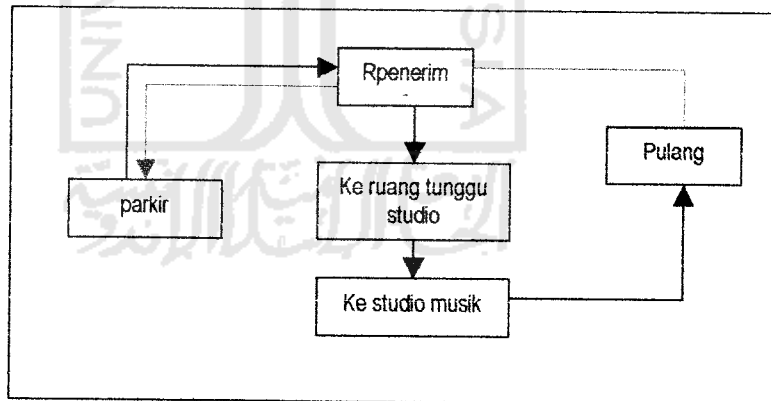 Rpenerim
Pulang
Ke ruang tunggu
studio
parkir
Ke studio musik